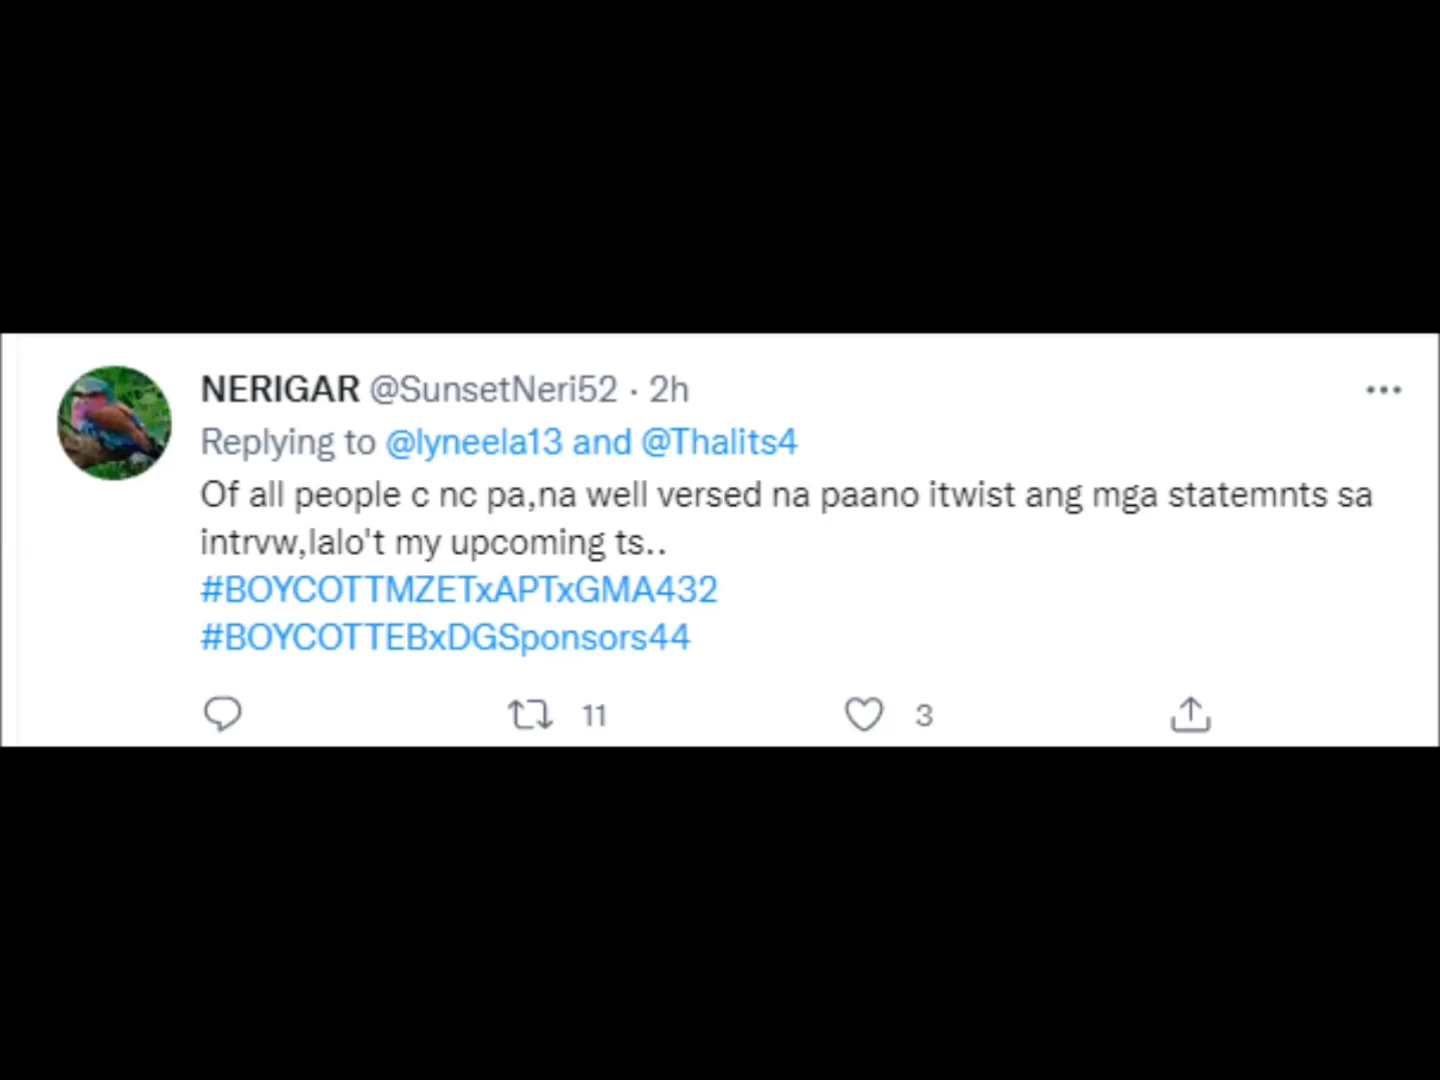 NERIGAR @SunsetNeri52 · 2h
Replying to @lyneela13 and @Thalits4
Of all people c nc pa,na well versed na paano itwist ang mga statemnts sa
intrvw,lalo't my upcoming ts..
#BOYCOTTMZETxAPTxGMA432
#BOYCOTTEBxDGSponsors44
11 3